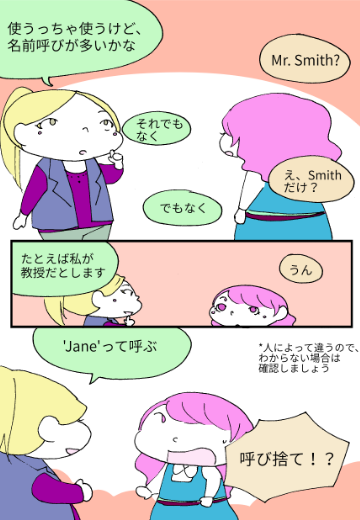 使うっちゃ使うけど、
名前呼びが多いかな
Mr. Smith?
それでも
なく
え、Smith
だけ？
でもなく
たとえば私が
教授だとします
うん
'Jane'って呼ぶ
*人によって違うので、
わからない場合は
確認しましょう
呼び捨て！？